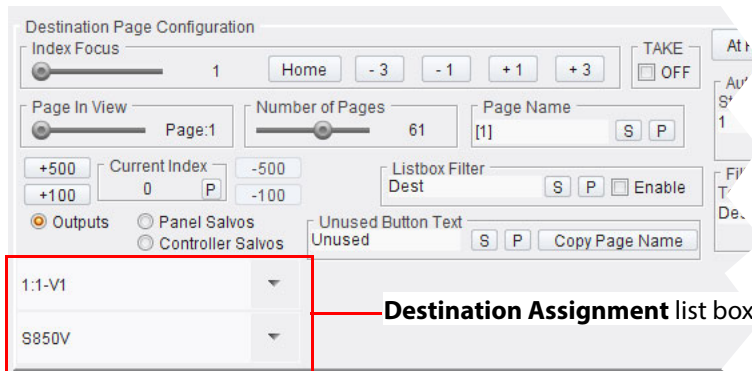 Destination Page Configuration
Index Focus
1
Home
- 3
- 1
+ 1
+ 3
TAKE
OFF
Page In View
Page:1
Number of Pages
61
Page Name
[1]
S
P
+500
+100
Current Index
0
P
-500
-100
Listbox Filter
Dest
S
P
Enable
Outputs
Panel Salvos
Controller Salvos
Unused Button Text
Unused
S
P
Copy Page Name
1:1-V1
S850V
Destination Assignment list box
At
1